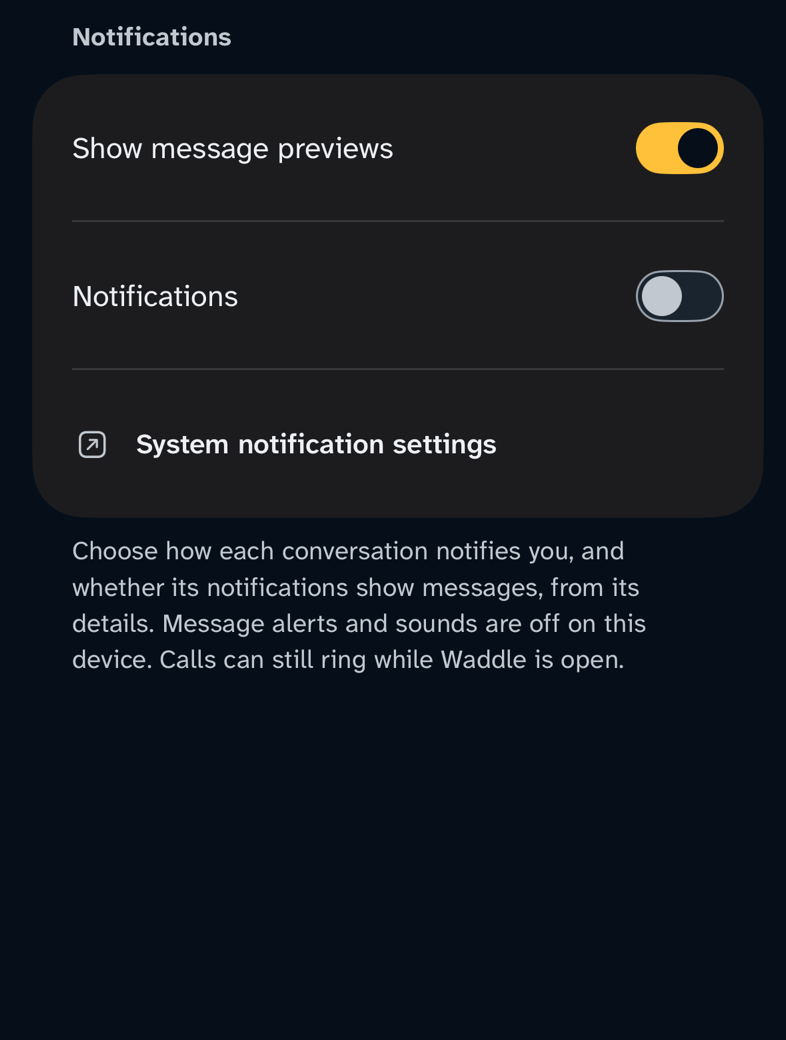 Notifications
Show message previews
Notifications
System notification settings
Choose how each conversation notifies you, and
whether its notifications show messages, from its
details. Message alerts and sounds are off on this
device. Calls can still ring while Waddle is open.